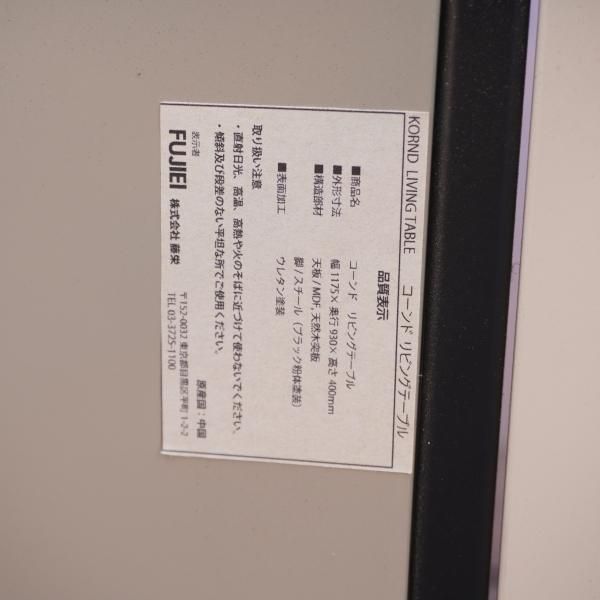 KORND LIVING TABLE コーンド リビングテーブル
品質表示
■商品名 コーンド リビングテーブル
■外形寸法 幅1175×奥行930×高さ400mm
■構造部材 天板/MDF,天然木突板
脚/スチール（ブラック粉体塗装）
■表面加工 ウレタン塗装
取り扱い注意
・直射日光、高温、高熱や火のそばに近づけて使わないでください。
・傾斜及び段差のない平坦な所でご使用ください。
原産国：中国
表示者
FUJIEI 株式会社 藤栄
〒152-0032 東京都目黒区平町1-2-2
TEL 03-3725-1100